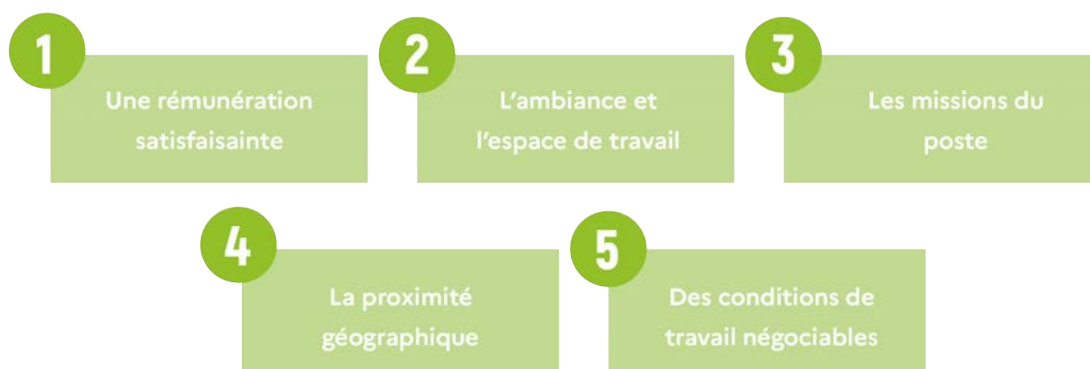 1
Une rémunération
satisfaisainte
2
L'ambiance et
l'espace de travail
3
Les missions du
poste
4
La proximité
géographique
5
Des conditions de
travail négociables